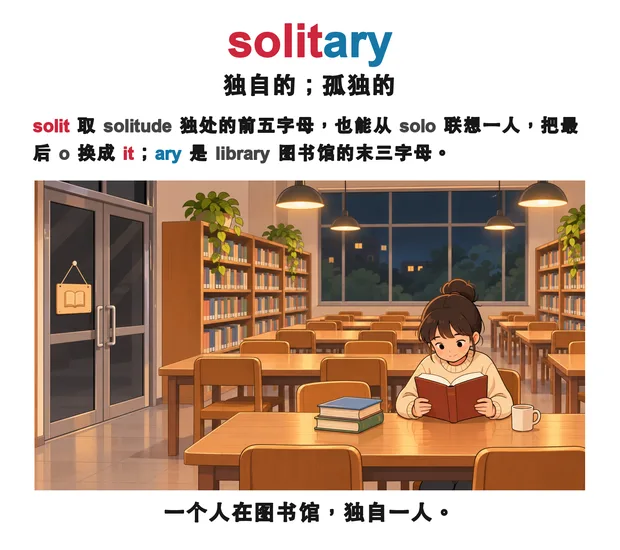 solitary
独自的；孤独的
solit 取 solitude 独处的前五字母，也能从 solo 联想一人，把最
后 o 换成 it；ary 是 library 图书馆的末三字母。
一个人在图书馆，独自一人。